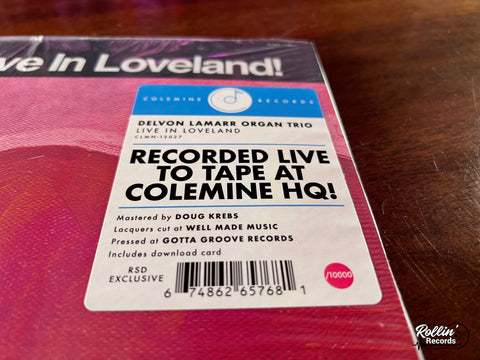 ve In Loveland!
COLEMINE RECORDS
DELVON LAMARR ORGAN TRIO
LIVE IN LOVELAND
CLMN-12037
RECORDED LIVE
TO TAPE AT
COLEMINE HQ!
Mastered by DOUG KREBS
Lacquers cut at WELL MADE MUSIC
Pressed at GOTTA GROOVE RECORDS
Includes download card
RSD
EXCLUSIVE
/10000
6 74862 65768 1
Rollin'
Records